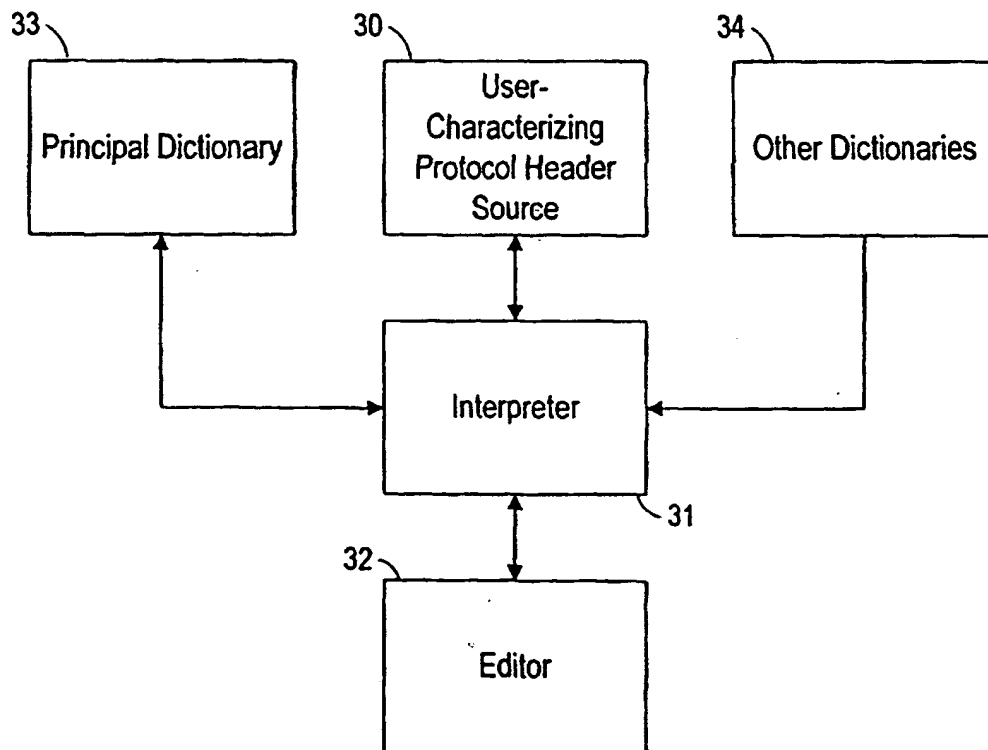 33
30
34
Principal Dictionary
User-
Characterizing
Protocol Header
Source
Other Dictionaries
Interpreter
31
32
Editor